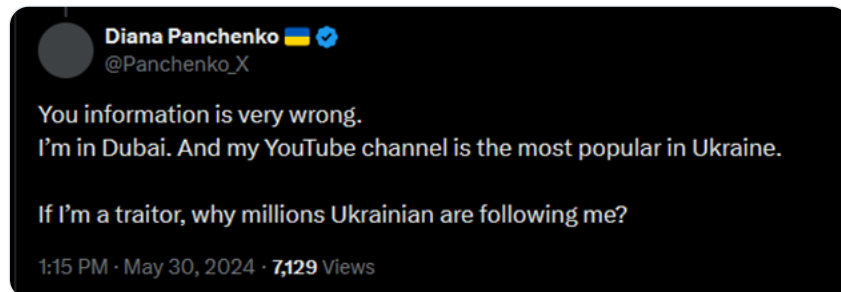 Diana Panchenko 🇺🇦
@Panchenko_X
You information is very wrong.
I’m in Dubai. And my YouTube channel is the most popular in Ukraine.
If I’m a traitor, why millions Ukrainian are following me?
1:15 PM · May 30, 2024 · 7,129 Views